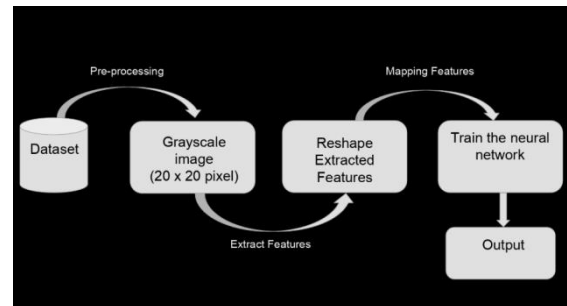 Pre-processing
Mapping Features
Dataset
Grayscale
image
(20 x 20 pixel)
Reshape
Extracted
Features
Train the neural
network
Extract Features
Output